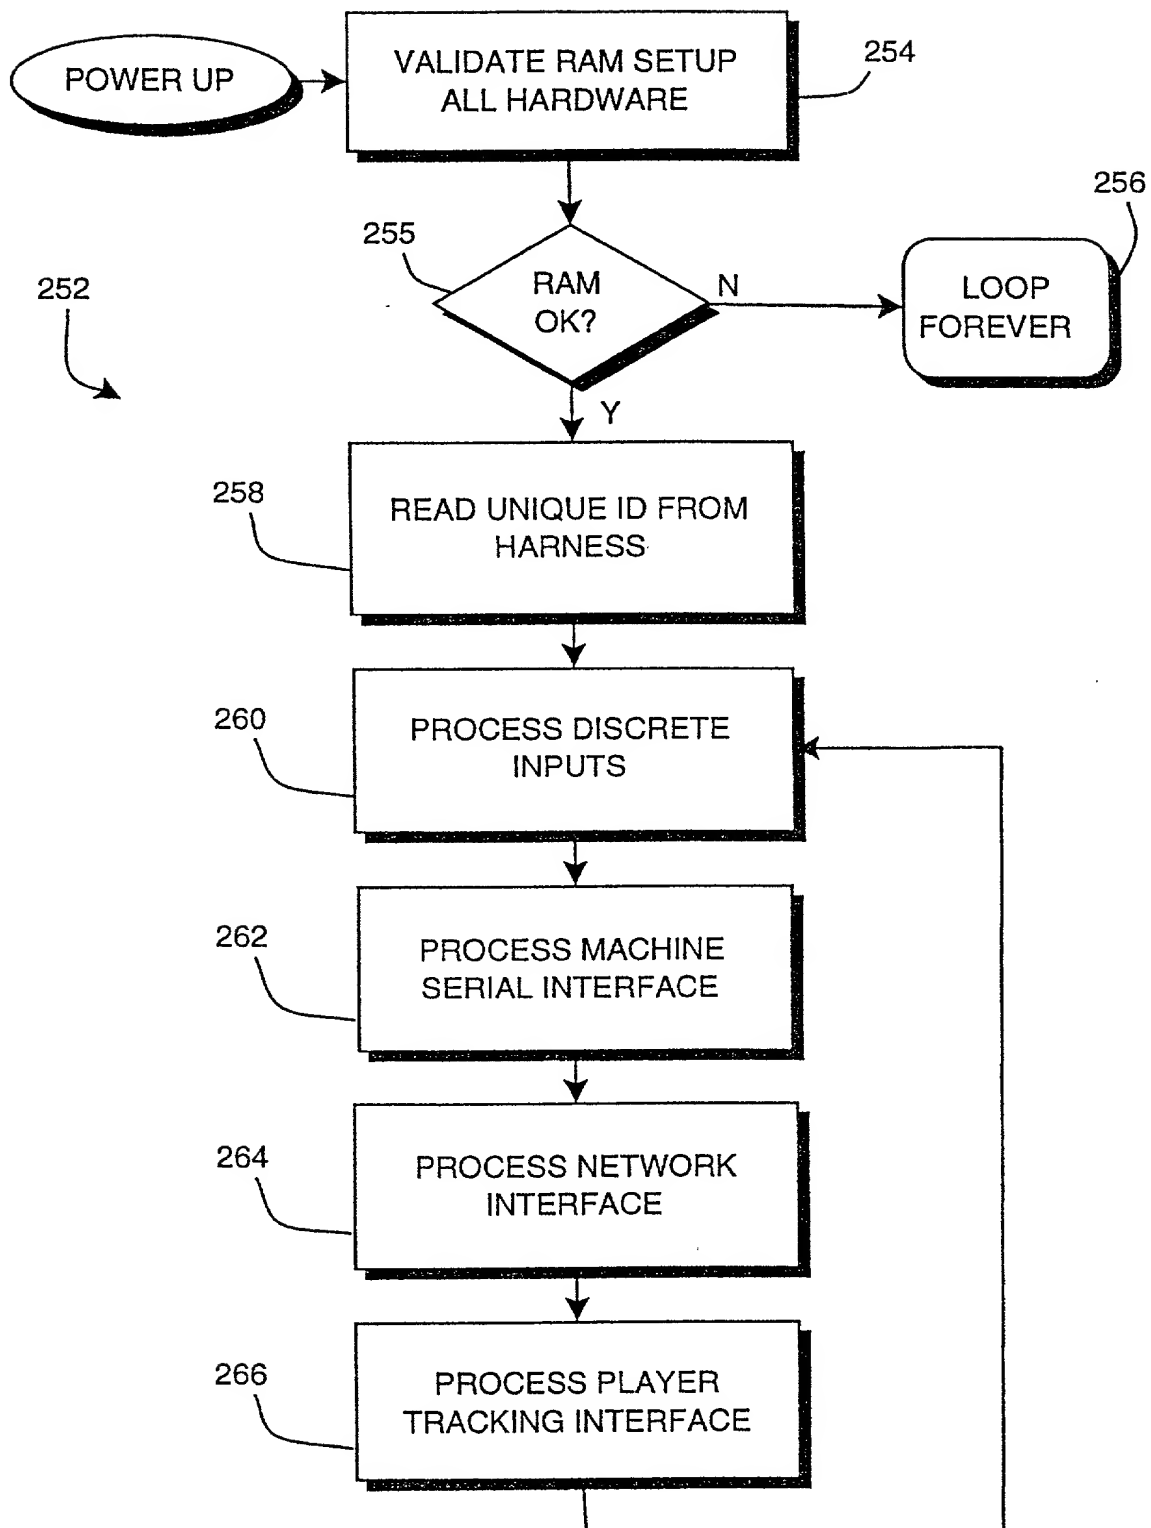 POWER UP
VALIDATE RAM SETUP
ALL HARDWARE
254
256
255
RAM
OK?
N
LOOP
FOREVER
252
Y
258
READ UNIQUE ID FROM
HARNESS
260
PROCESS DISCRETE
INPUTS
262
PROCESS MACHINE
SERIAL INTERFACE
264
PROCESS NETWORK
INTERFACE
266
PROCESS PLAYER
TRACKING INTERFACE